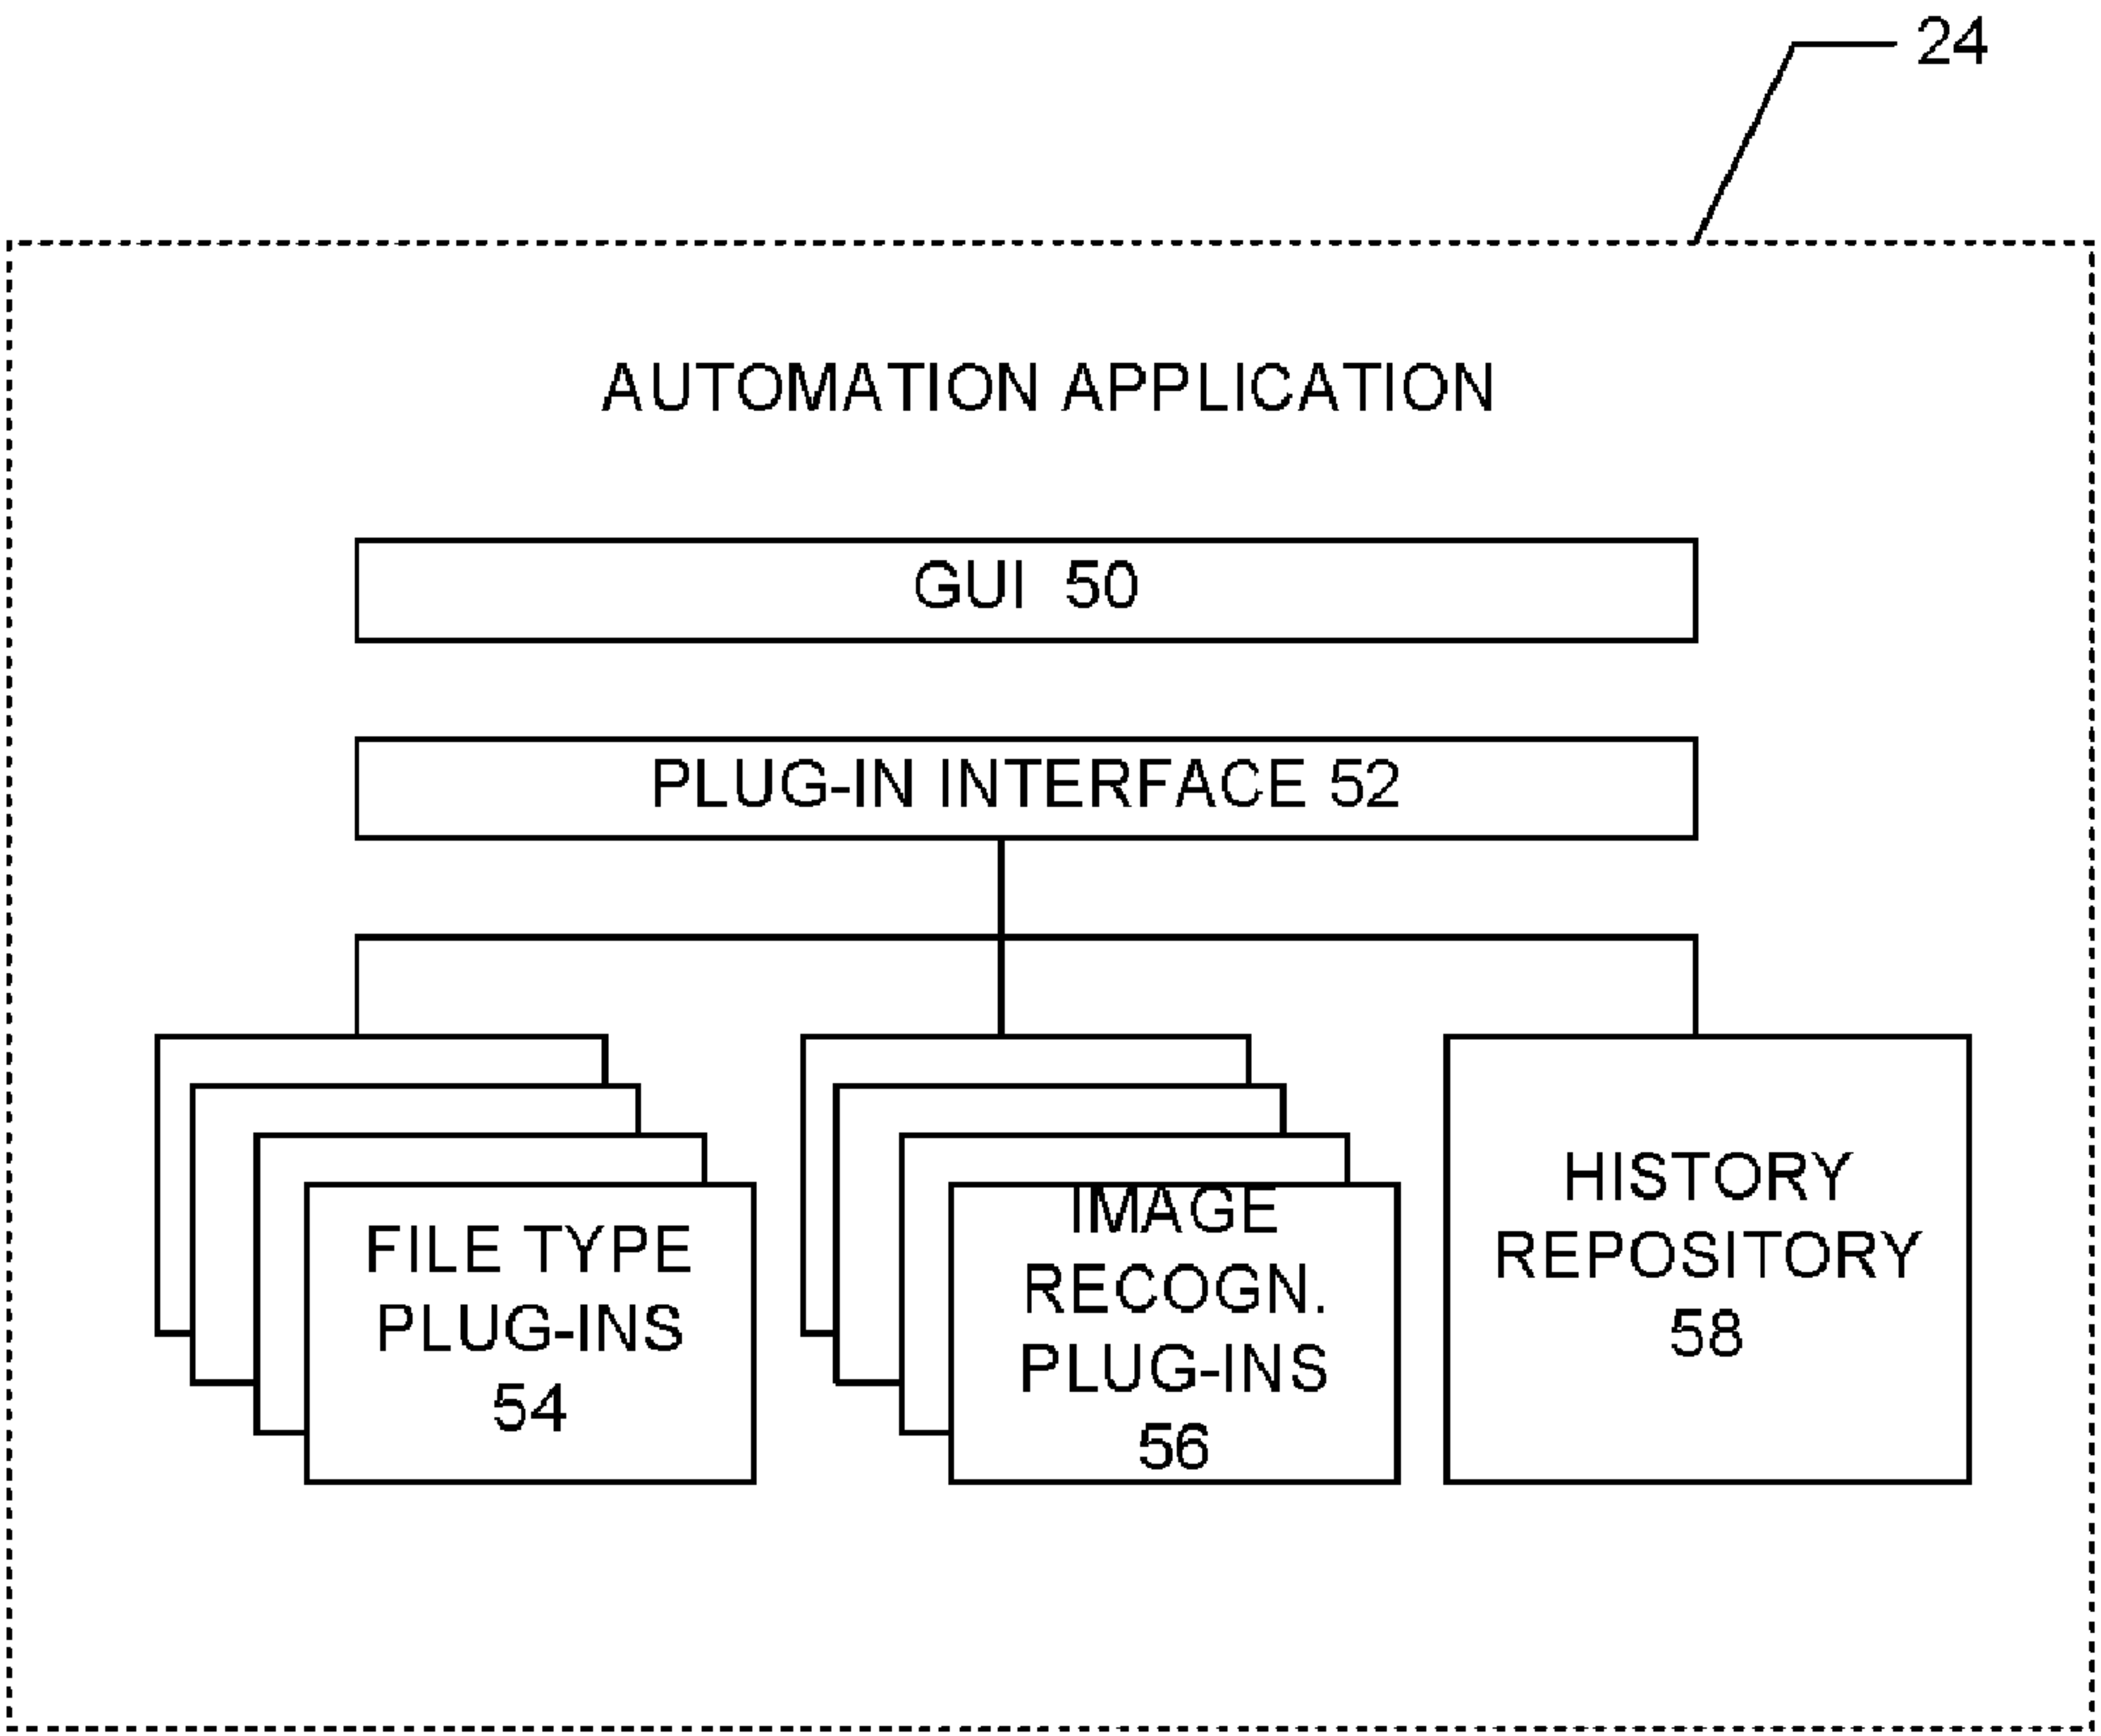 24
AUTOMATION APPLICATION
GUI 50
PLUG-IN INTERFACE 52
FILE TYPE
PLUG-INS
54
IMAGE
RECOGN.
PLUG-INS
56
HISTORY
REPOSITORY
58